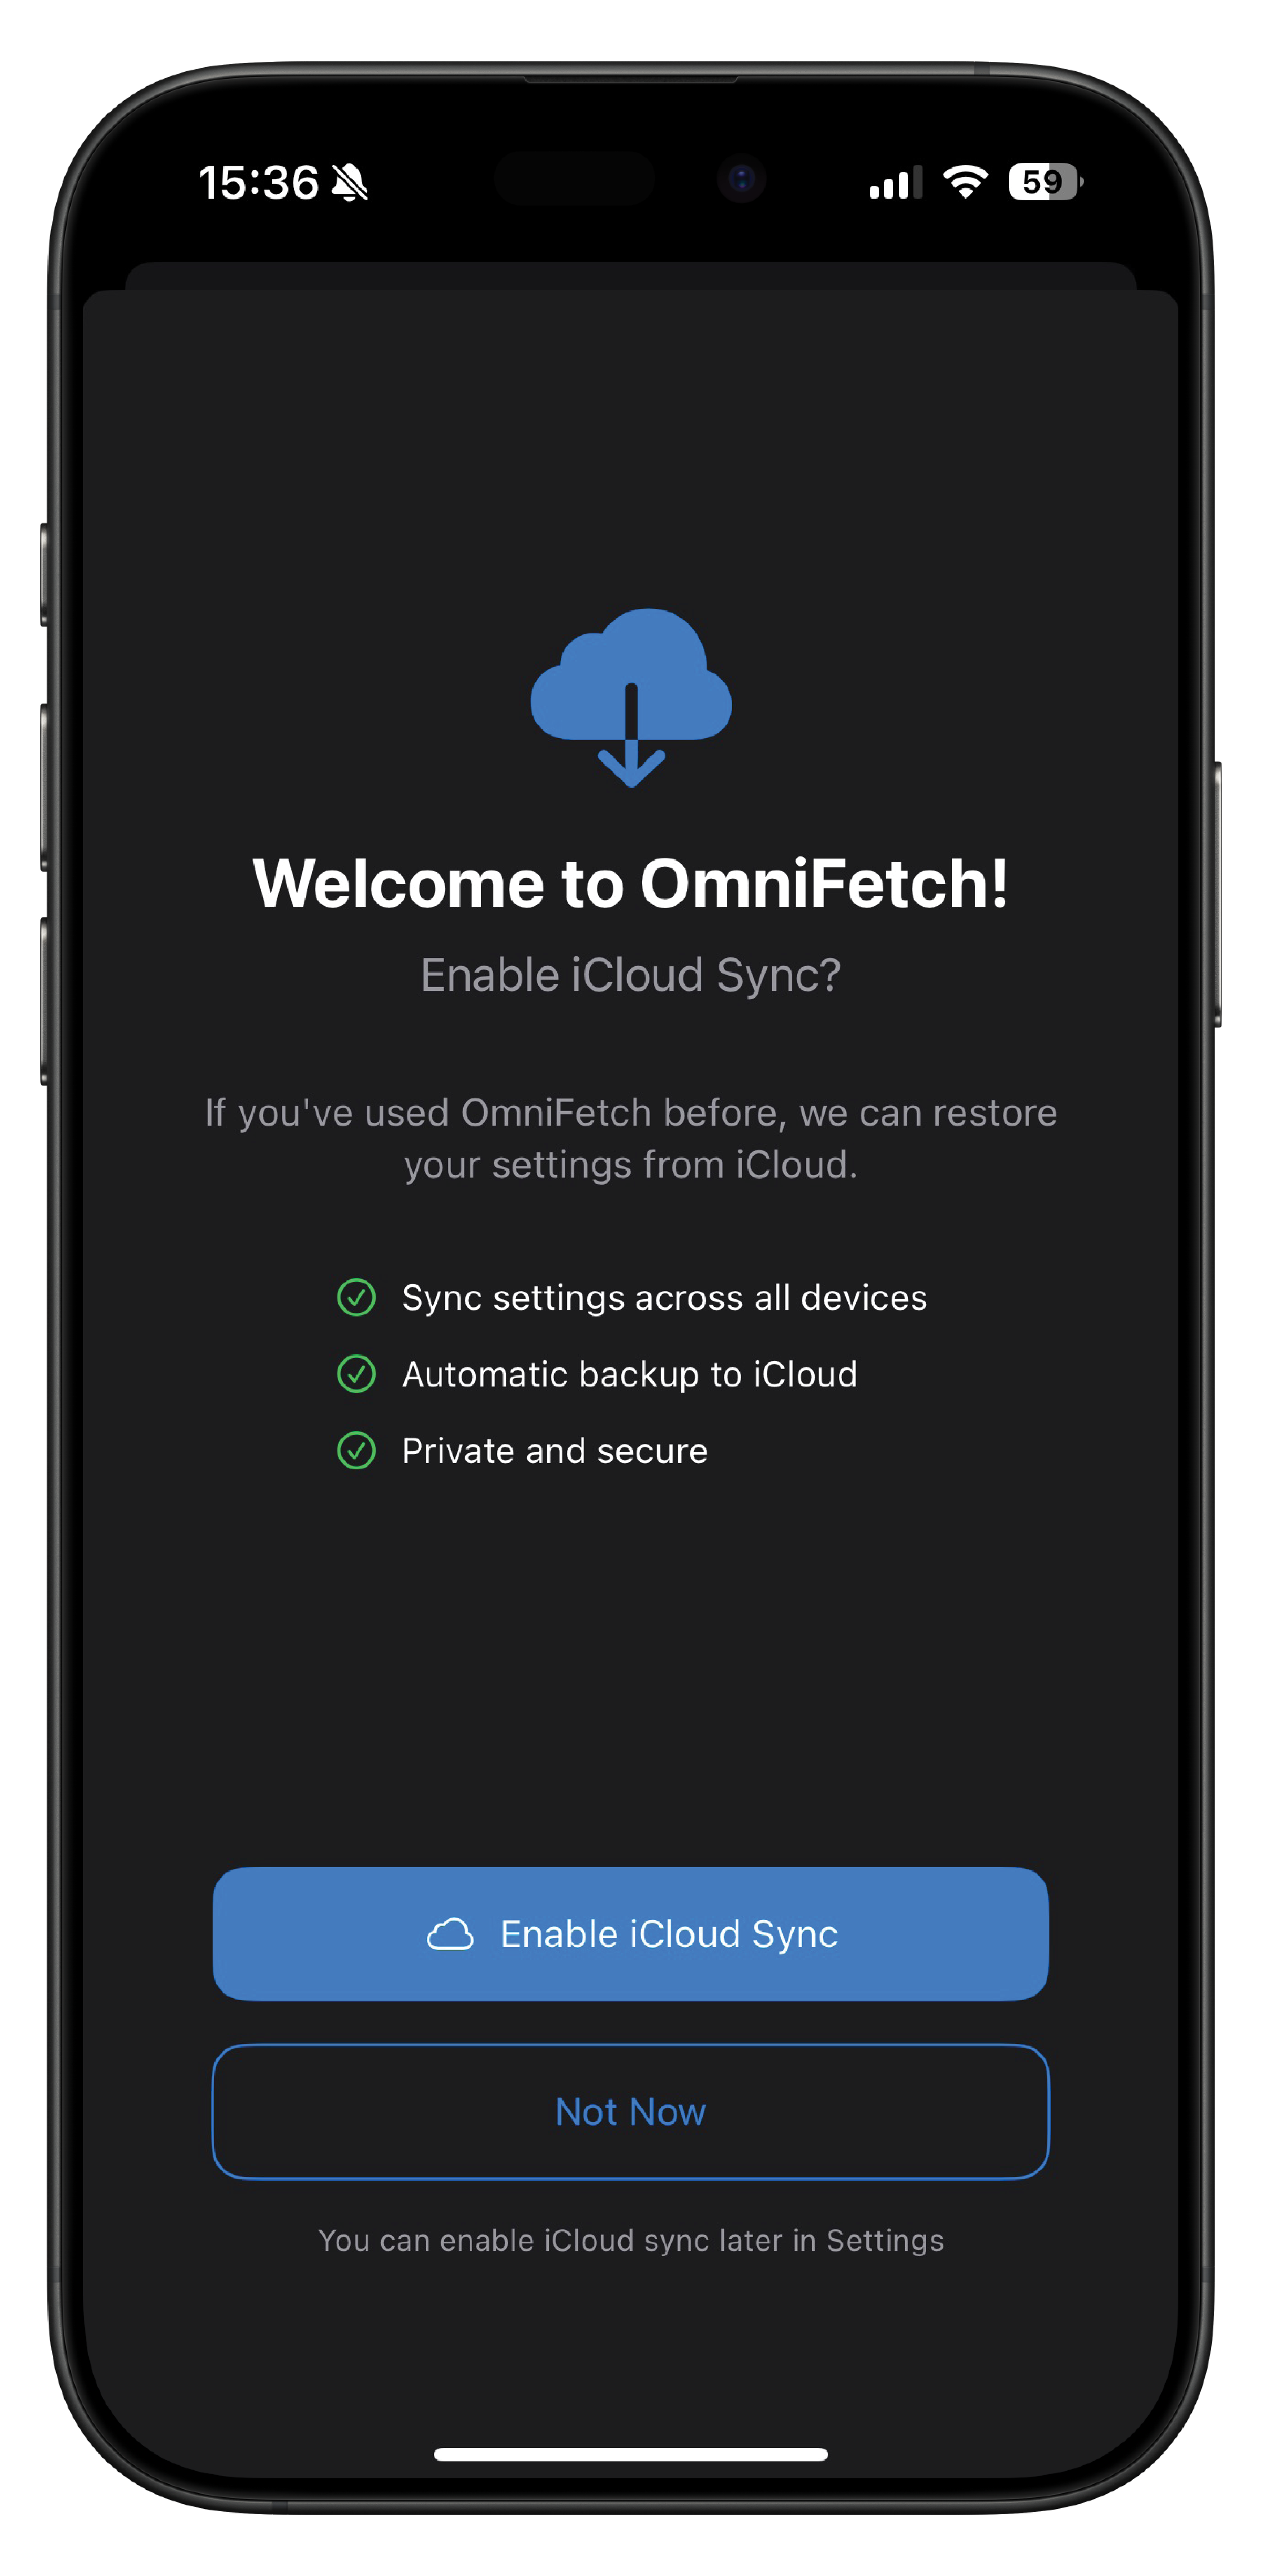 15:36
59
Welcome to OmniFetch!
Enable iCloud Sync?
If you've used OmniFetch before, we can restore
your settings from iCloud.
Sync settings across all devices
Automatic backup to iCloud
Private and secure
Enable iCloud Sync
Not Now
You can enable iCloud sync later in Settings